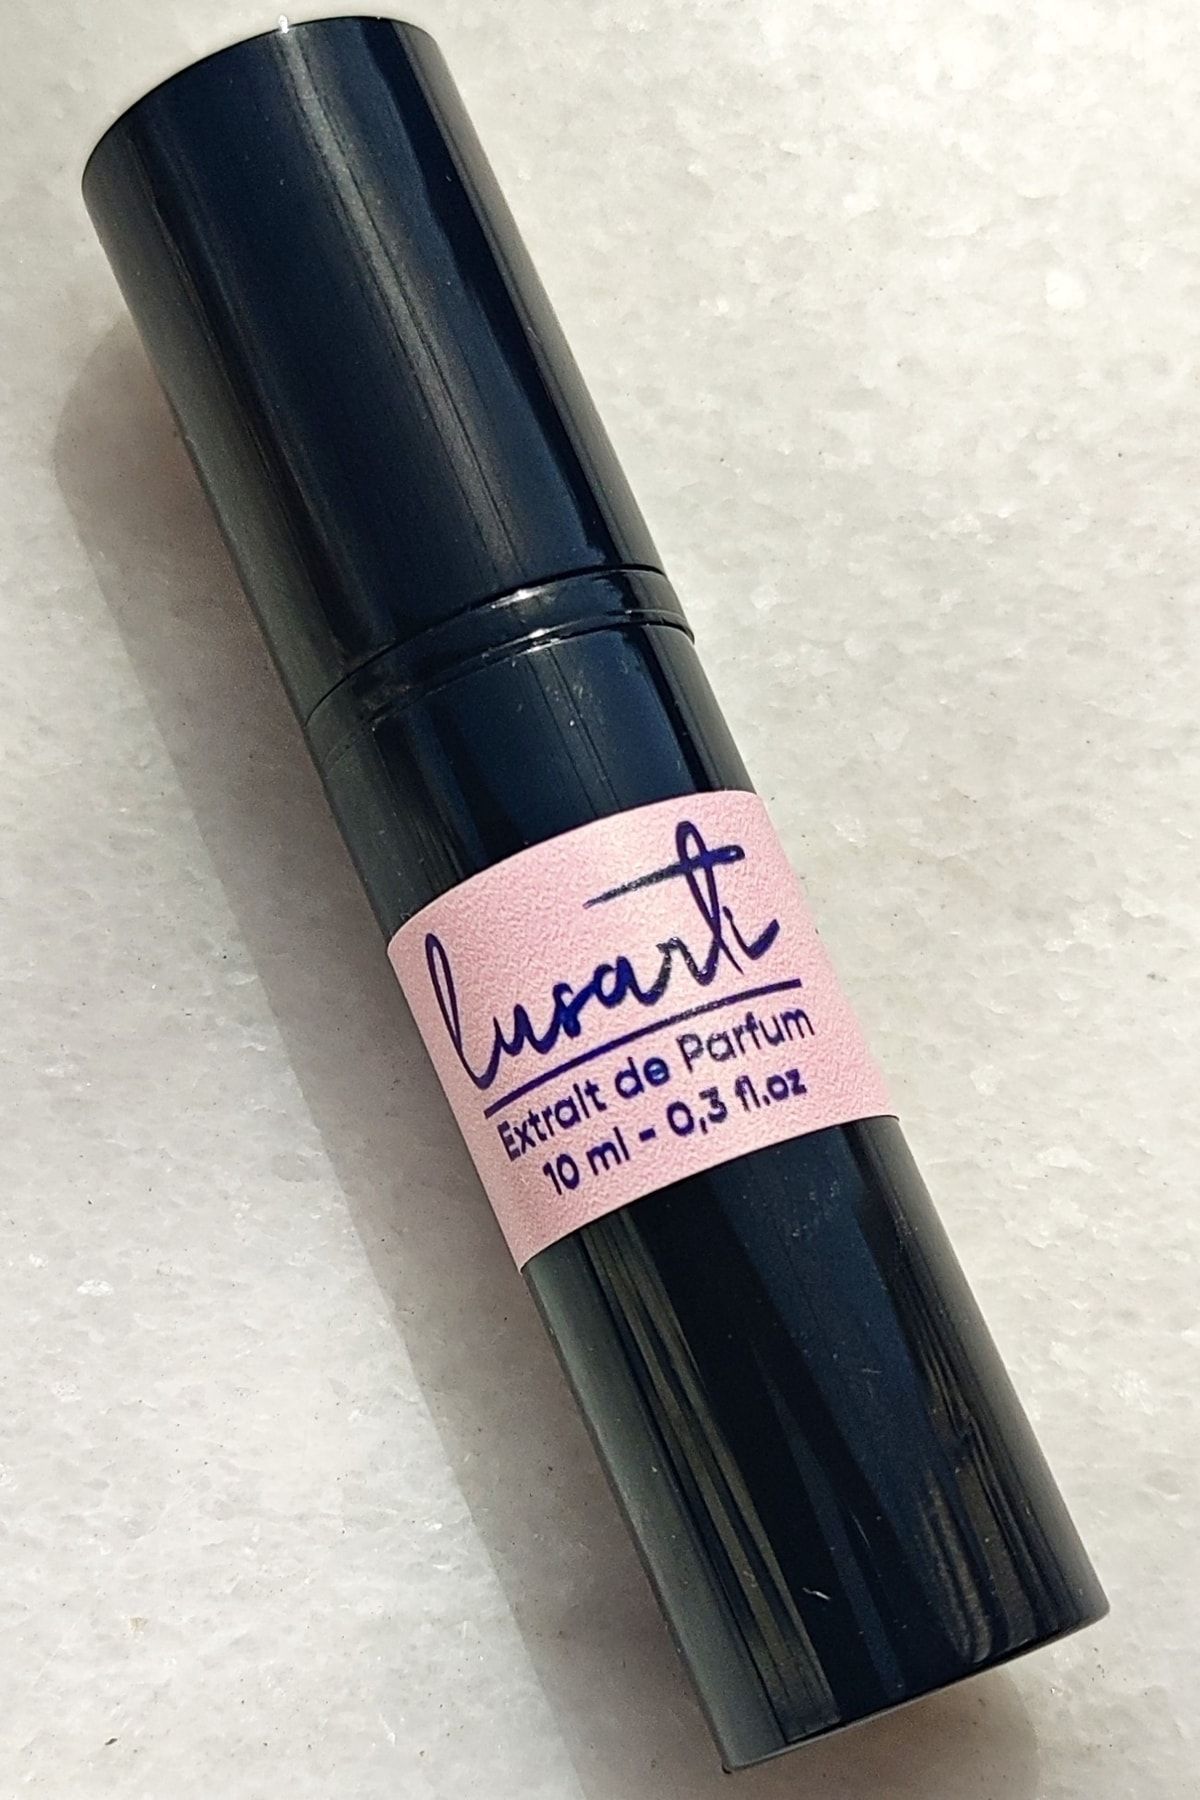 lusarti
Extrait de Parfum
10 ml - 0,3 fl.oz